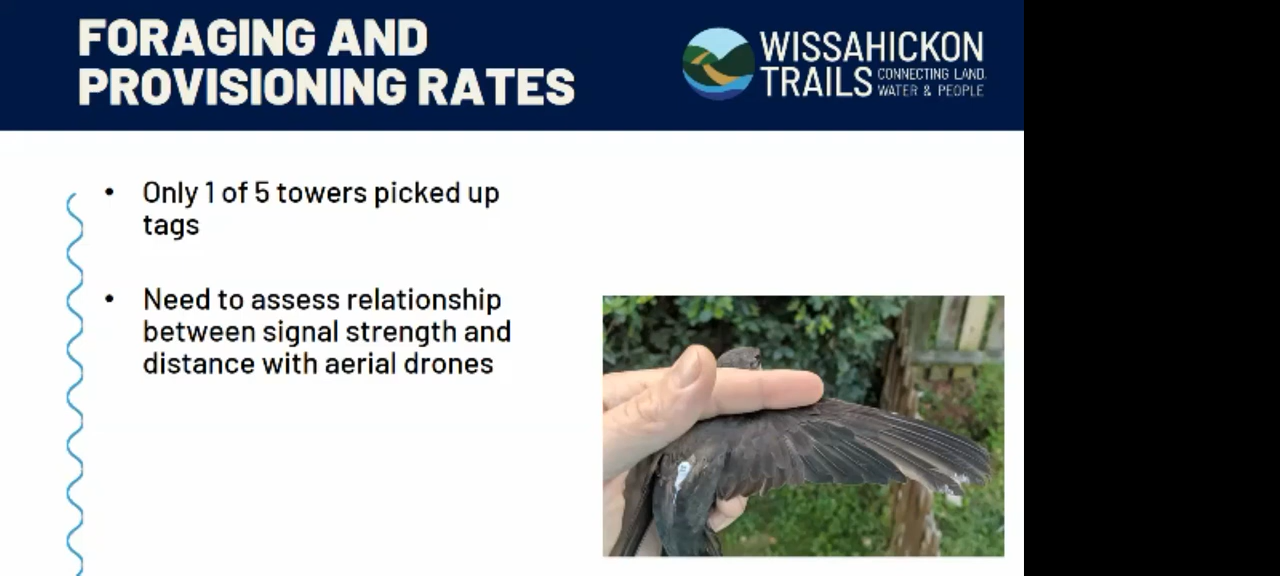 FORAGING AND
PROVISIONING RATES
WISSAHICKON
TRAILS CONNECTING LAND,
WATER & PEOPLE
• Only 1 of 5 towers picked up
tags
• Need to assess relationship
between signal strength and
distance with aerial drones